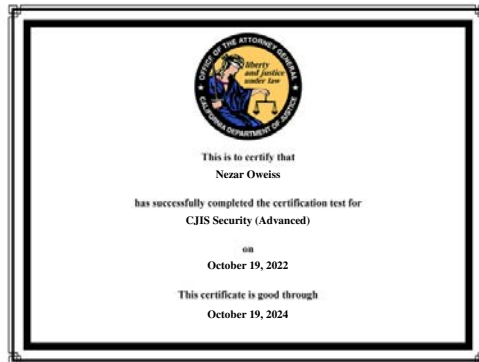 OFFICE OF THE ATTORNEY GENERAL
liberty
and justice
under law
CALIFORNIA DEPARTMENT OF JUSTICE
This is to certify that
Nezar Oweiss
has successfully completed the certification test for
CJIS Security (Advanced)
on
October 19, 2022
This certificate is good through
October 19, 2024